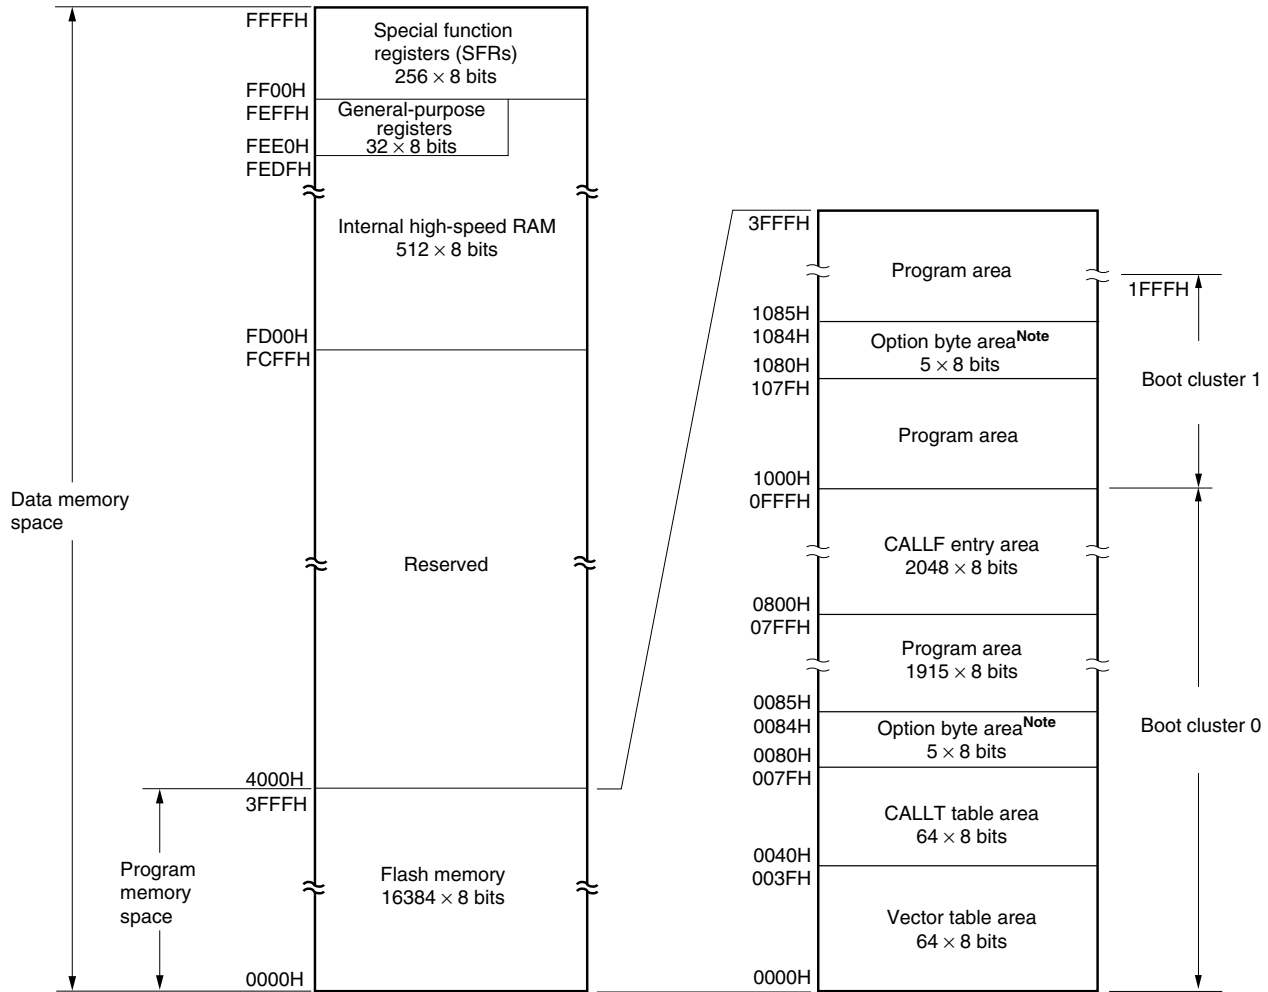 FFFFH
Special function
registers (SFRs)
256 × 8 bits
FF00H
FEFFH
General-purpose
registers
32 × 8 bits
FEE0H
FEDFH
Internal high-speed RAM
512 × 8 bits
FD00H
FCFFH
Data memory
space
Reserved
4000H
3FFFH
Program
memory
space
Flash memory
16384 × 8 bits
0000H
3FFFH
Program area
1FFFH
1085H
1084H
Option byte areaNote
5 × 8 bits
1080H
107FH
Boot cluster 1
Program area
1000H
0FFFH
CALLF entry area
2048 × 8 bits
0800H
07FFH
Program area
1915 × 8 bits
0085H
0084H
Option byte areaNote
5 × 8 bits
Boot cluster 0
0080H
007FH
CALLT table area
64 × 8 bits
0040H
003FH
Vector table area
64 × 8 bits
0000H